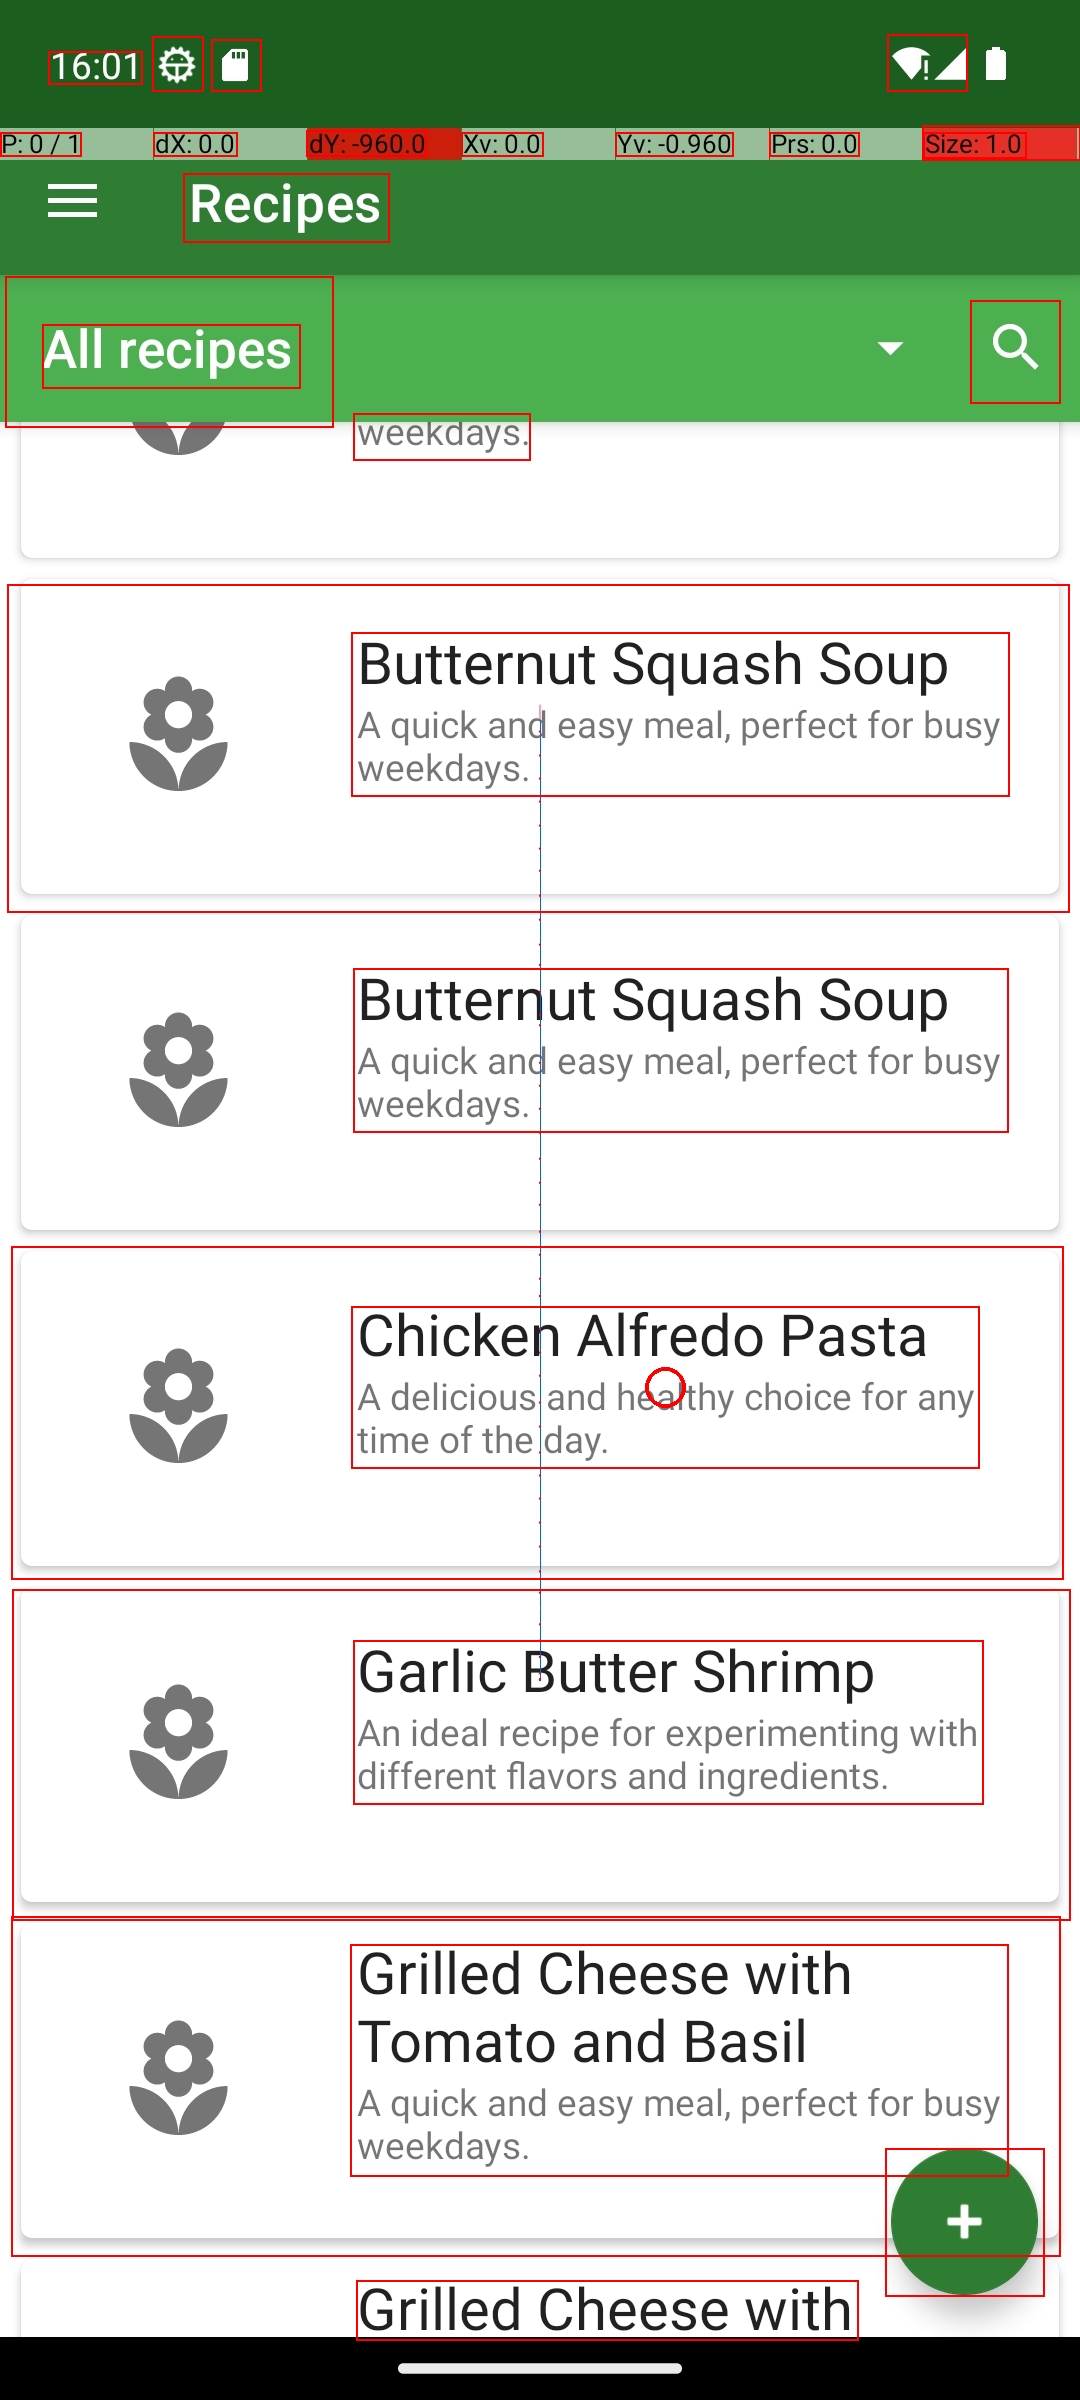 16:01
P: 0 / 1 dX: 0.0 dY: -960.0 Xv: 0.0 Yv: -0.960 Prs: 0.0 Size: 1.0
Recipes
All recipes
weekdays.
Butternut Squash Soup
A quick and easy meal, perfect for busy
weekdays.
Butternut Squash Soup
A quick and easy meal, perfect for busy
weekdays.
Chicken Alfredo Pasta
A delicious and healthy choice for any
time of the day.
Garlic Butter Shrimp
An ideal recipe for experimenting with
different flavors and ingredients.
Grilled Cheese with
Tomato and Basil
A quick and easy meal, perfect for busy
weekdays.
Grilled Cheese with